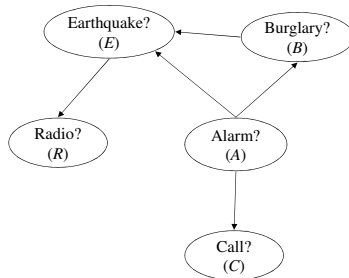 Earthquake?
(E)
Burglary?
(B)
Radio?
(R)
Alarm?
(A)
Call?
(C)